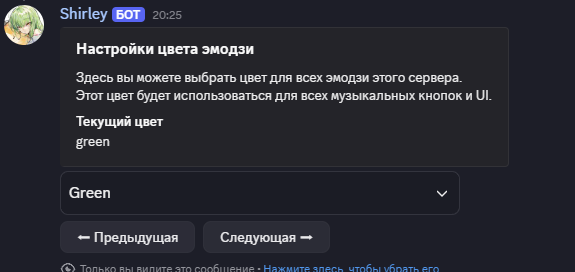 Shirley БОТ 20:25
Настройки цвета эмодзи
Здесь вы можете выбрать цвет для всех эмодзи этого сервера.
Этот цвет будет использоваться для всех музыкальных кнопок и UI.
Текущий цвет
green
Green
← Предыдущая Следующая →
Только вы видите это сообщение • Нажмите здесь, чтобы убрать его